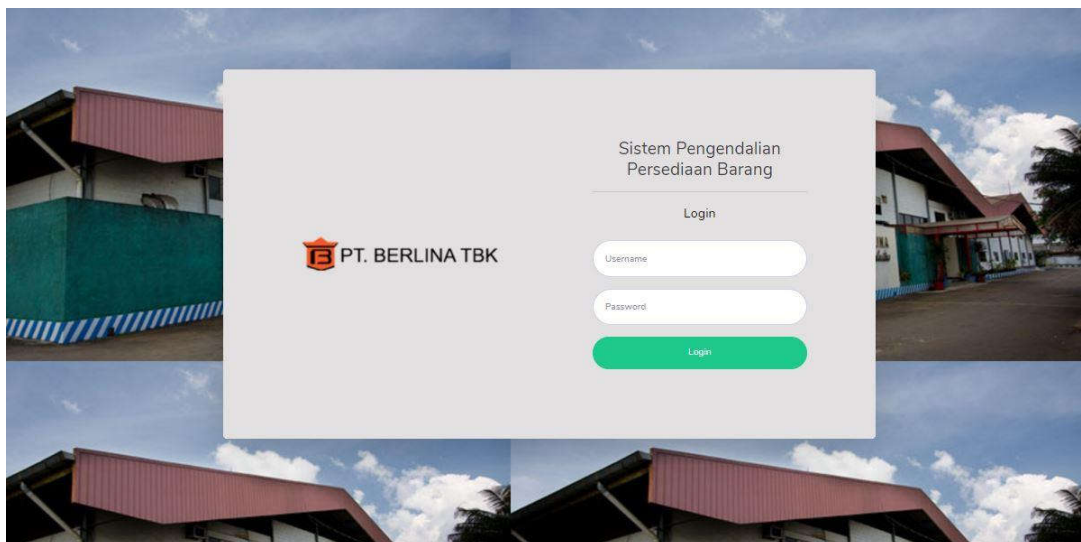 Sistem Pengendalian
Persediaan Barang
Login
PT. BERLINA TBK
Username
Password
Login